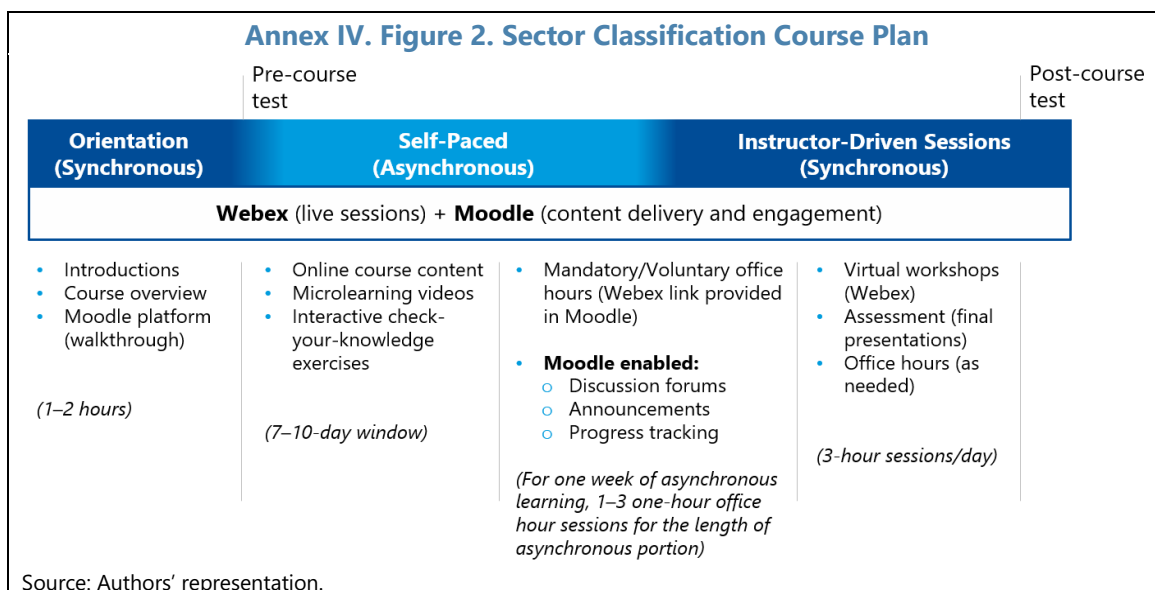 Annex IV. Figure 2. Sector Classification Course Plan
Pre-course
test
Post-course
test
Orientation
(Synchronous)
Self-Paced
(Asynchronous)
Instructor-Driven Sessions
(Synchronous)
Webex (live sessions) + Moodle (content delivery and engagement)
• Introductions
• Course overview
• Moodle platform
(walkthrough)
(1–2 hours)
• Online course content
• Microlearning videos
• Interactive check-
your-knowledge
exercises
(7–10-day window)
• Mandatory/Voluntary office
hours (Webex link provided
in Moodle)
• Moodle enabled:
o Discussion forums
o Announcements
o Progress tracking
(For one week of asynchronous
learning, 1–3 one-hour office
hour sessions for the length of
asynchronous portion)
• Virtual workshops
(Webex)
• Assessment (final
presentations)
• Office hours (as
needed)
(3-hour sessions/day)
Source: Authors’ representation.